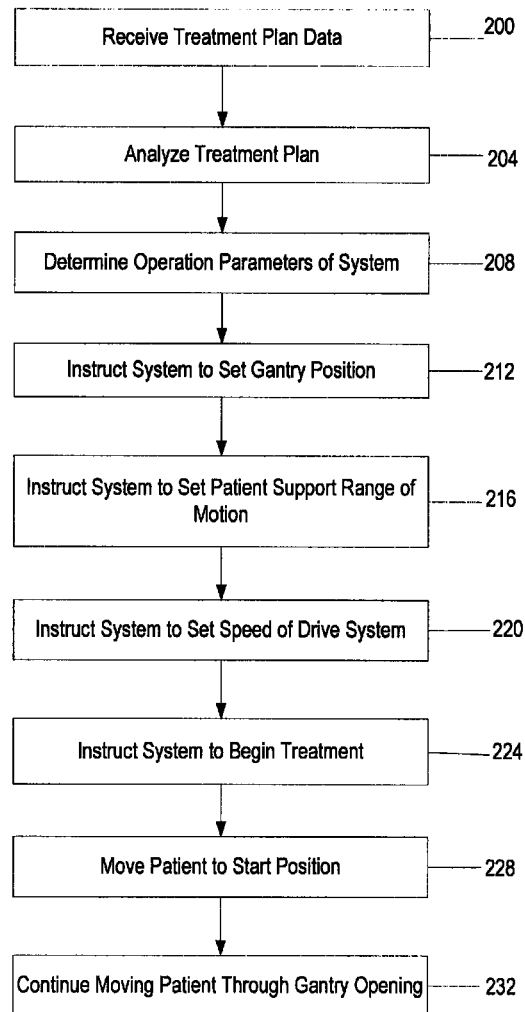 Receive Treatment Plan Data
200
Analyze Treatment Plan
204
Determine Operation Parameters of System
208
Instruct System to Set Gantry Position
212
Instruct System to Set Patient Support Range of
Motion
216
Instruct System to Set Speed of Drive System
220
Instruct System to Begin Treatment
224
Move Patient to Start Position
228
Continue Moving Patient Through Gantry Opening
232